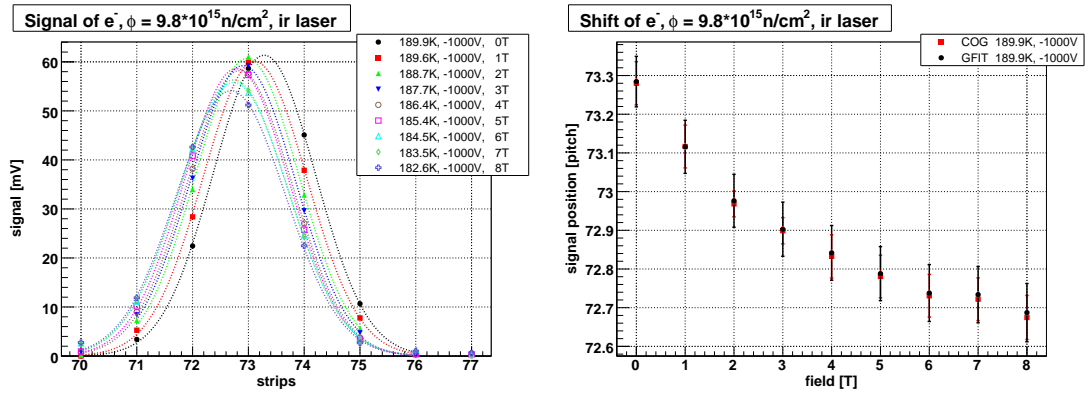 Signal of e⁻, ϕ = 9.8*10¹⁵n/cm², ir laser
189.9K, -1000V, 0T
189.6K, -1000V, 1T
188.7K, -1000V, 2T
187.7K, -1000V, 3T
186.4K, -1000V, 4T
185.4K, -1000V, 5T
184.5K, -1000V, 6T
183.5K, -1000V, 7T
182.6K, -1000V, 8T
signal [mV]
60
50
40
30
20
10
0
70 71 72 73 74 75 76 77
strips
Shift of e⁻, ϕ = 9.8*10¹⁵n/cm², ir laser
COG 189.9K, -1000V
GFIT 189.9K, -1000V
signal position [pitch]
73.3
73.2
73.1
73
72.9
72.8
72.7
72.6
0 1 2 3 4 5 6 7 8
field [T]